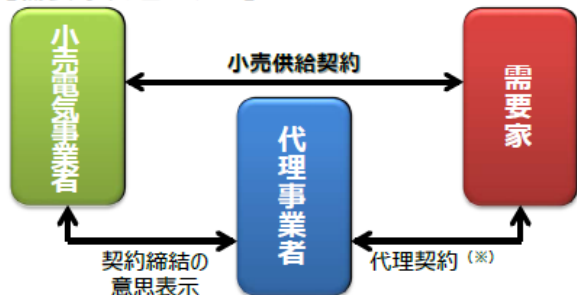 小売電気事業者
小売供給契約
需要家
代理事業者
契約締結の
意思表示
代理契約（※）